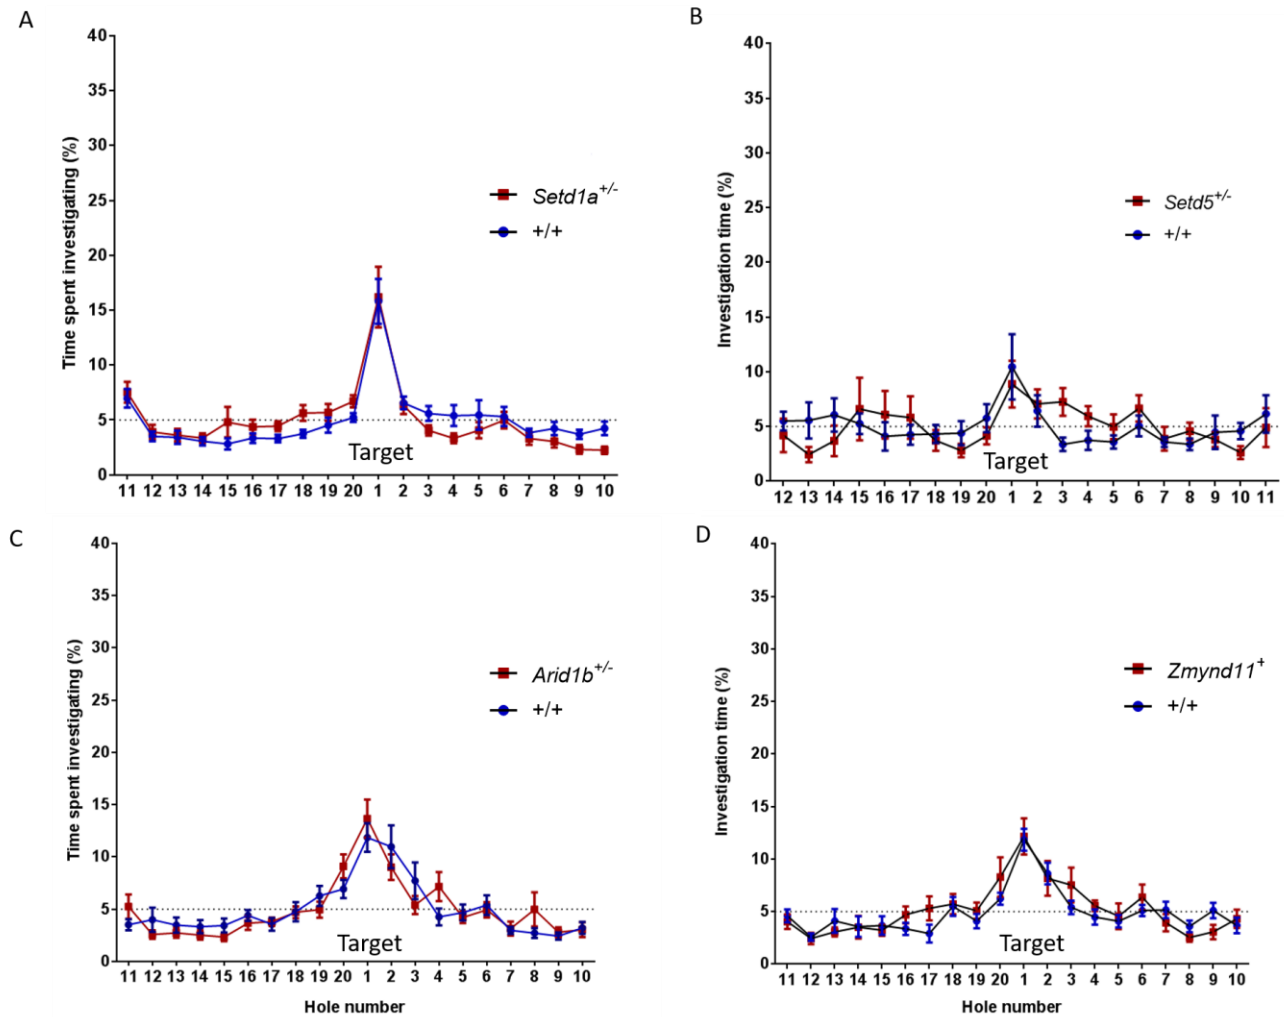 A
B
40
35
30
25
20
15
10
5
0
Time spent investigating (%)
Setd1a+/-
+/+
Target
11 12 13 14 15 16 17 18 19 20 1 2 3 4 5 6 7 8 9 10
40
35
30
25
20
15
10
5
0
Investigation time (%)
Setd5+/-
+/+
Target
12 13 14 15 16 17 18 19 20 1 2 3 4 5 6 7 8 9 10 11
C
D
40
35
30
25
20
15
10
5
0
Time spent investigating (%)
Arid1b+/-
+/+
Target
11 12 13 14 15 16 17 18 19 20 1 2 3 4 5 6 7 8 9 10
Hole number
40
35
30
25
20
15
10
5
0
Investigation time (%)
Zmynd11+
+/+
Target
11 12 13 14 15 16 17 18 19 20 1 2 3 4 5 6 7 8 9 10
Hole number